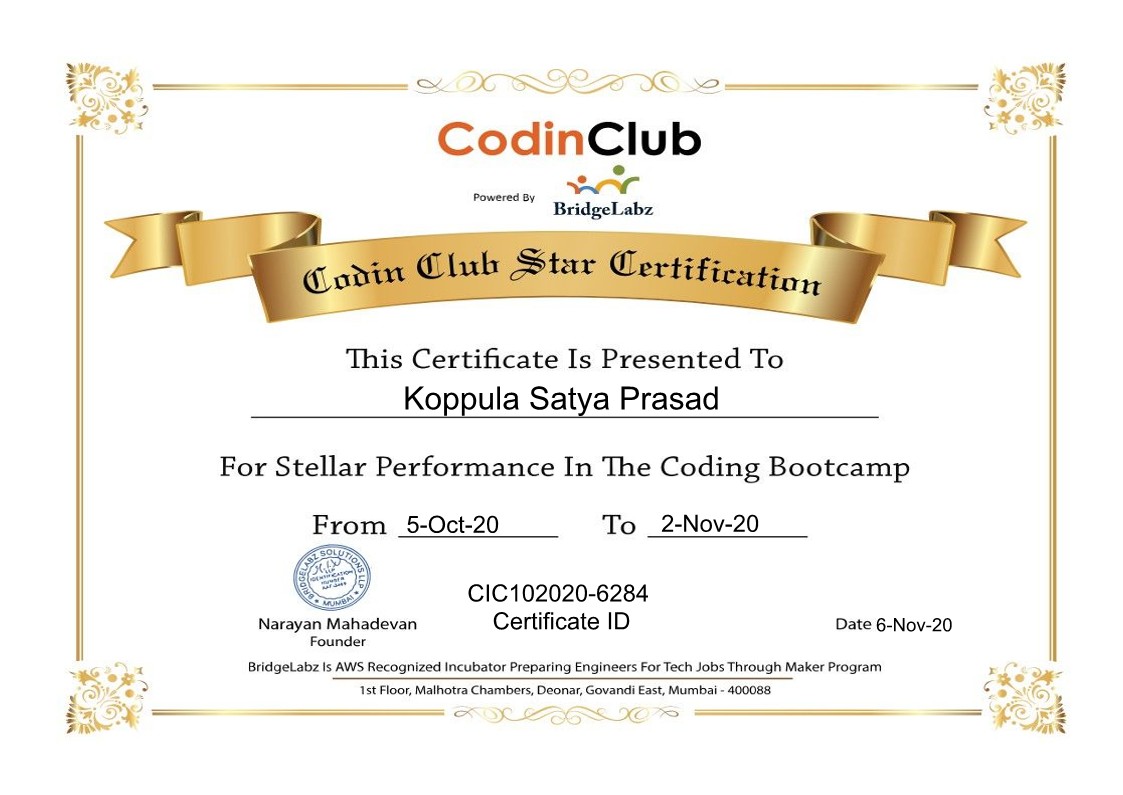 CodinClub
Powered By
BridgeLabz
Codin Club Star Certification
This Certificate Is Presented To
Koppula Satya Prasad
For Stellar Performance In The Coding Bootcamp
From 5-Oct-20 To 2-Nov-20
BRIDGELABZ SOLUTIONS LLP
LLP
IDENTIFICATION
NUMBER
* MUMBAI *
CIC102020-6284
Certificate ID
Narayan Mahadevan
Founder
Date 6-Nov-20
BridgeLabz Is AWS Recognized Incubator Preparing Engineers For Tech Jobs Through Maker Program
1st Floor, Malhotra Chambers, Deonar, Govandi East, Mumbai - 400088